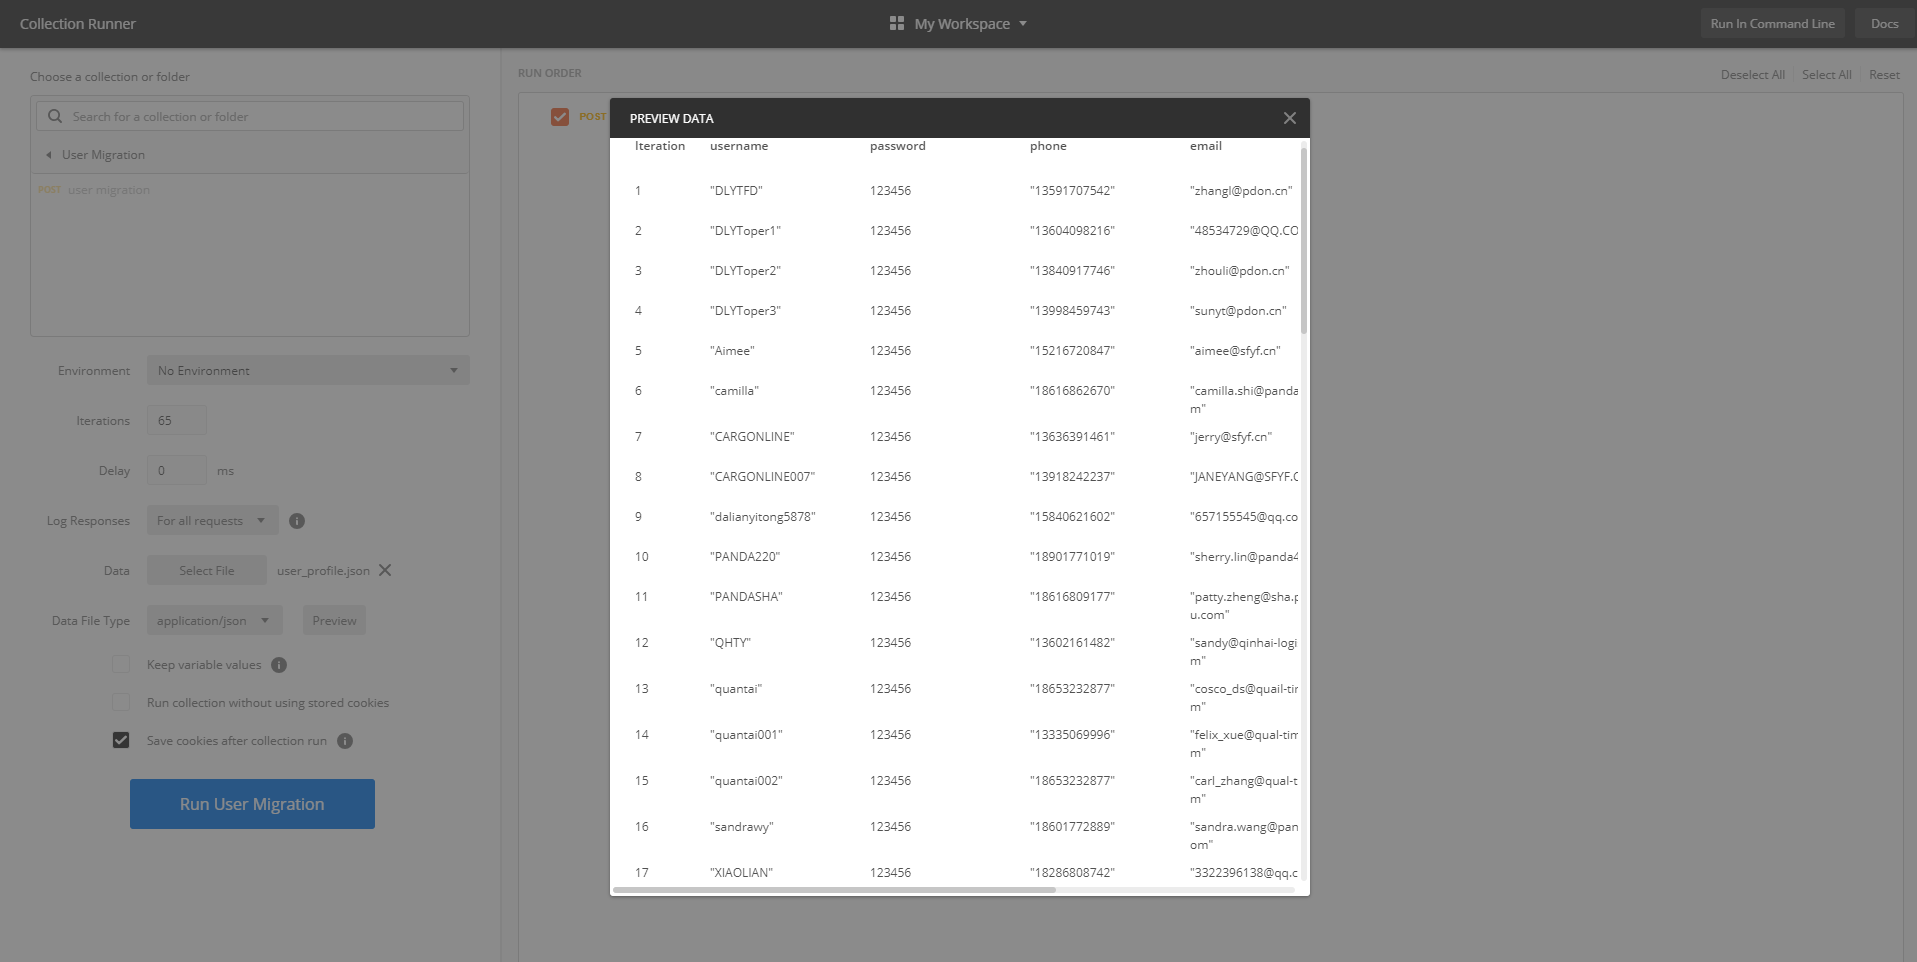 Collection Runner
My Workspace
Run In Command Line
Docs
Choose a collection or folder
Search for a collection or folder
User Migration
POST user migration
Environment No Environment
Iterations 65
Delay 0 ms
Log Responses For all requests
Data Select File user_profile.json
Data File Type application/json Preview
Keep variable values
Run collection without using stored cookies
Save cookies after collection run
Run User Migration
RUN ORDER
Deselect All Select All Reset
POST
PREVIEW DATA
Iteration username password phone email
1 "DLYTFD" 123456 "13591707542" "zhangl@pdon.cn"
2 "DLYToper1" 123456 "13604098216" "48534729@QQ.CO
3 "DLYToper2" 123456 "13840917746" "zhouli@pdon.cn"
4 "DLYToper3" 123456 "13998459743" "sunyt@pdon.cn"
5 "Aimee" 123456 "15216720847" "aimee@sfyf.cn"
6 "camilla" 123456 "18616862670" "camilla.shi@panda
m"
7 "CARGONLINE" 123456 "13636391461" "jerry@sfyf.cn"
8 "CARGONLINE007" 123456 "13918242237" "JANEYANG@SFYF.C
9 "dalianyitong5878" 123456 "15840621602" "657155545@qq.co
10 "PANDA220" 123456 "18901771019" "sherry.lin@panda4
11 "PANDASHA" 123456 "18616809177" "patty.zheng@sha.p
u.com"
12 "QHTY" 123456 "13602161482" "sandy@qinhai-logi
m"
13 "quantai" 123456 "18653232877" "cosco_ds@quail-tim
m"
14 "quantai001" 123456 "13335069996" "felix_xue@qual-tim
m"
15 "quantai002" 123456 "18653232877" "carl_zhang@qual-t
m"
16 "sandrawy" 123456 "18601772889" "sandra.wang@pan
om"
17 "XIAOLIAN" 123456 "18286808742" "3322396138@qq.c